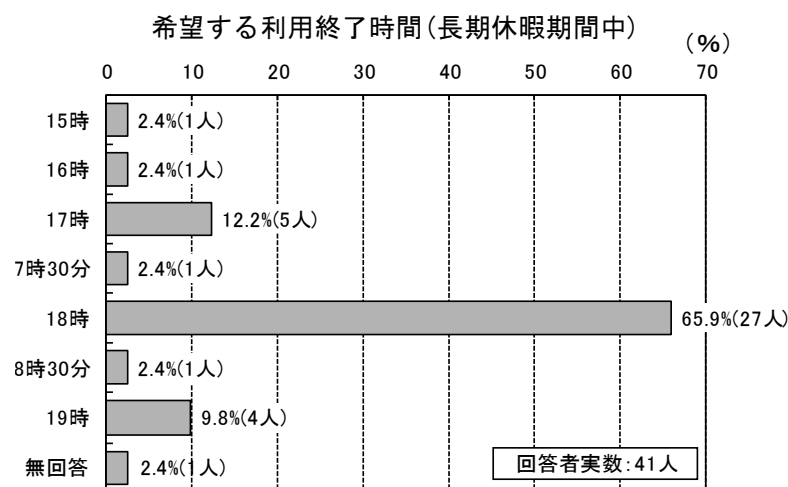 希望する利用終了時間(長期休暇期間中)
(%)
0 10 20 30 40 50 60 70
15時 2.4%(1人)
16時 2.4%(1人)
17時 12.2%(5人)
7時30分 2.4%(1人)
18時 65.9%(27人)
8時30分 2.4%(1人)
19時 9.8%(4人)
無回答 2.4%(1人)
回答者実数:41人